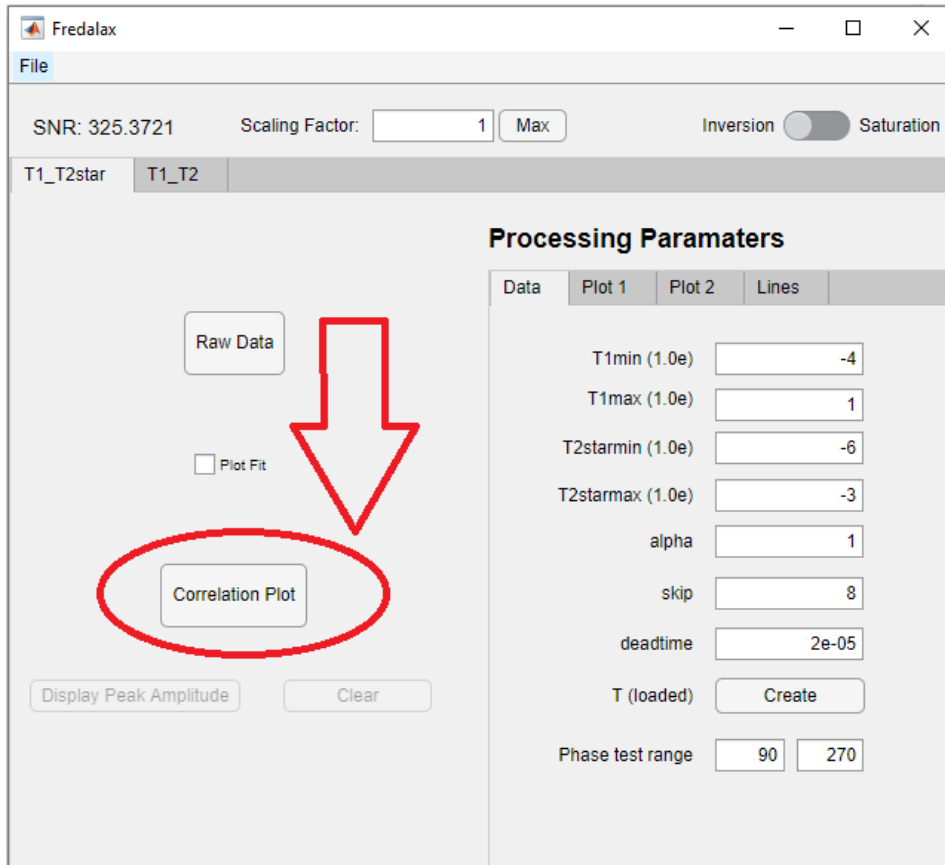 Fredalax
File
SNR: 325.3721 Scaling Factor: 1 Max Inversion Saturation
T1_T2star T1_T2
Processing Paramaters
Data Plot 1 Plot 2 Lines
Raw Data
Plot Fit
Correlation Plot
Display Peak Amplitude Clear
T1min (1.0e) -4
T1max (1.0e) 1
T2starmin (1.0e) -6
T2starmax (1.0e) -3
alpha 1
skip 8
deadtime 2e-05
T (loaded) Create
Phase test range 90 270